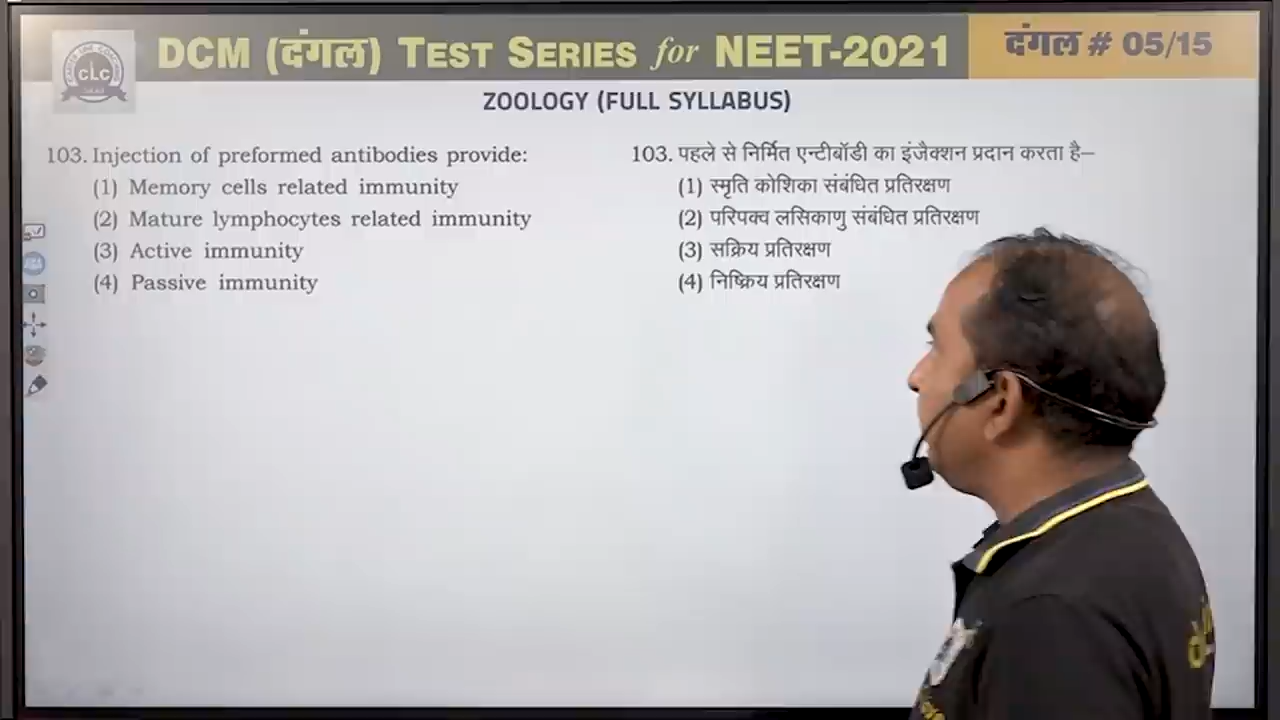 DCM (दंगल) TEST SERIES for NEET-2021
दंगल # 05/15
CLC
ZOOLOGY (FULL SYLLABUS)
103. Injection of preformed antibodies provide:
(1) Memory cells related immunity
(2) Mature lymphocytes related immunity
(3) Active immunity
(4) Passive immunity
103. पहले से निर्मित एन्टीबॉडी का इंजैक्शन प्रदान करता है–
(1) स्मृति कोशिका संबंधित प्रतिरक्षण
(2) परिपक्व लसिकाणु संबंधित प्रतिरक्षण
(3) सक्रिय प्रतिरक्षण
(4) निष्क्रिय प्रतिरक्षण